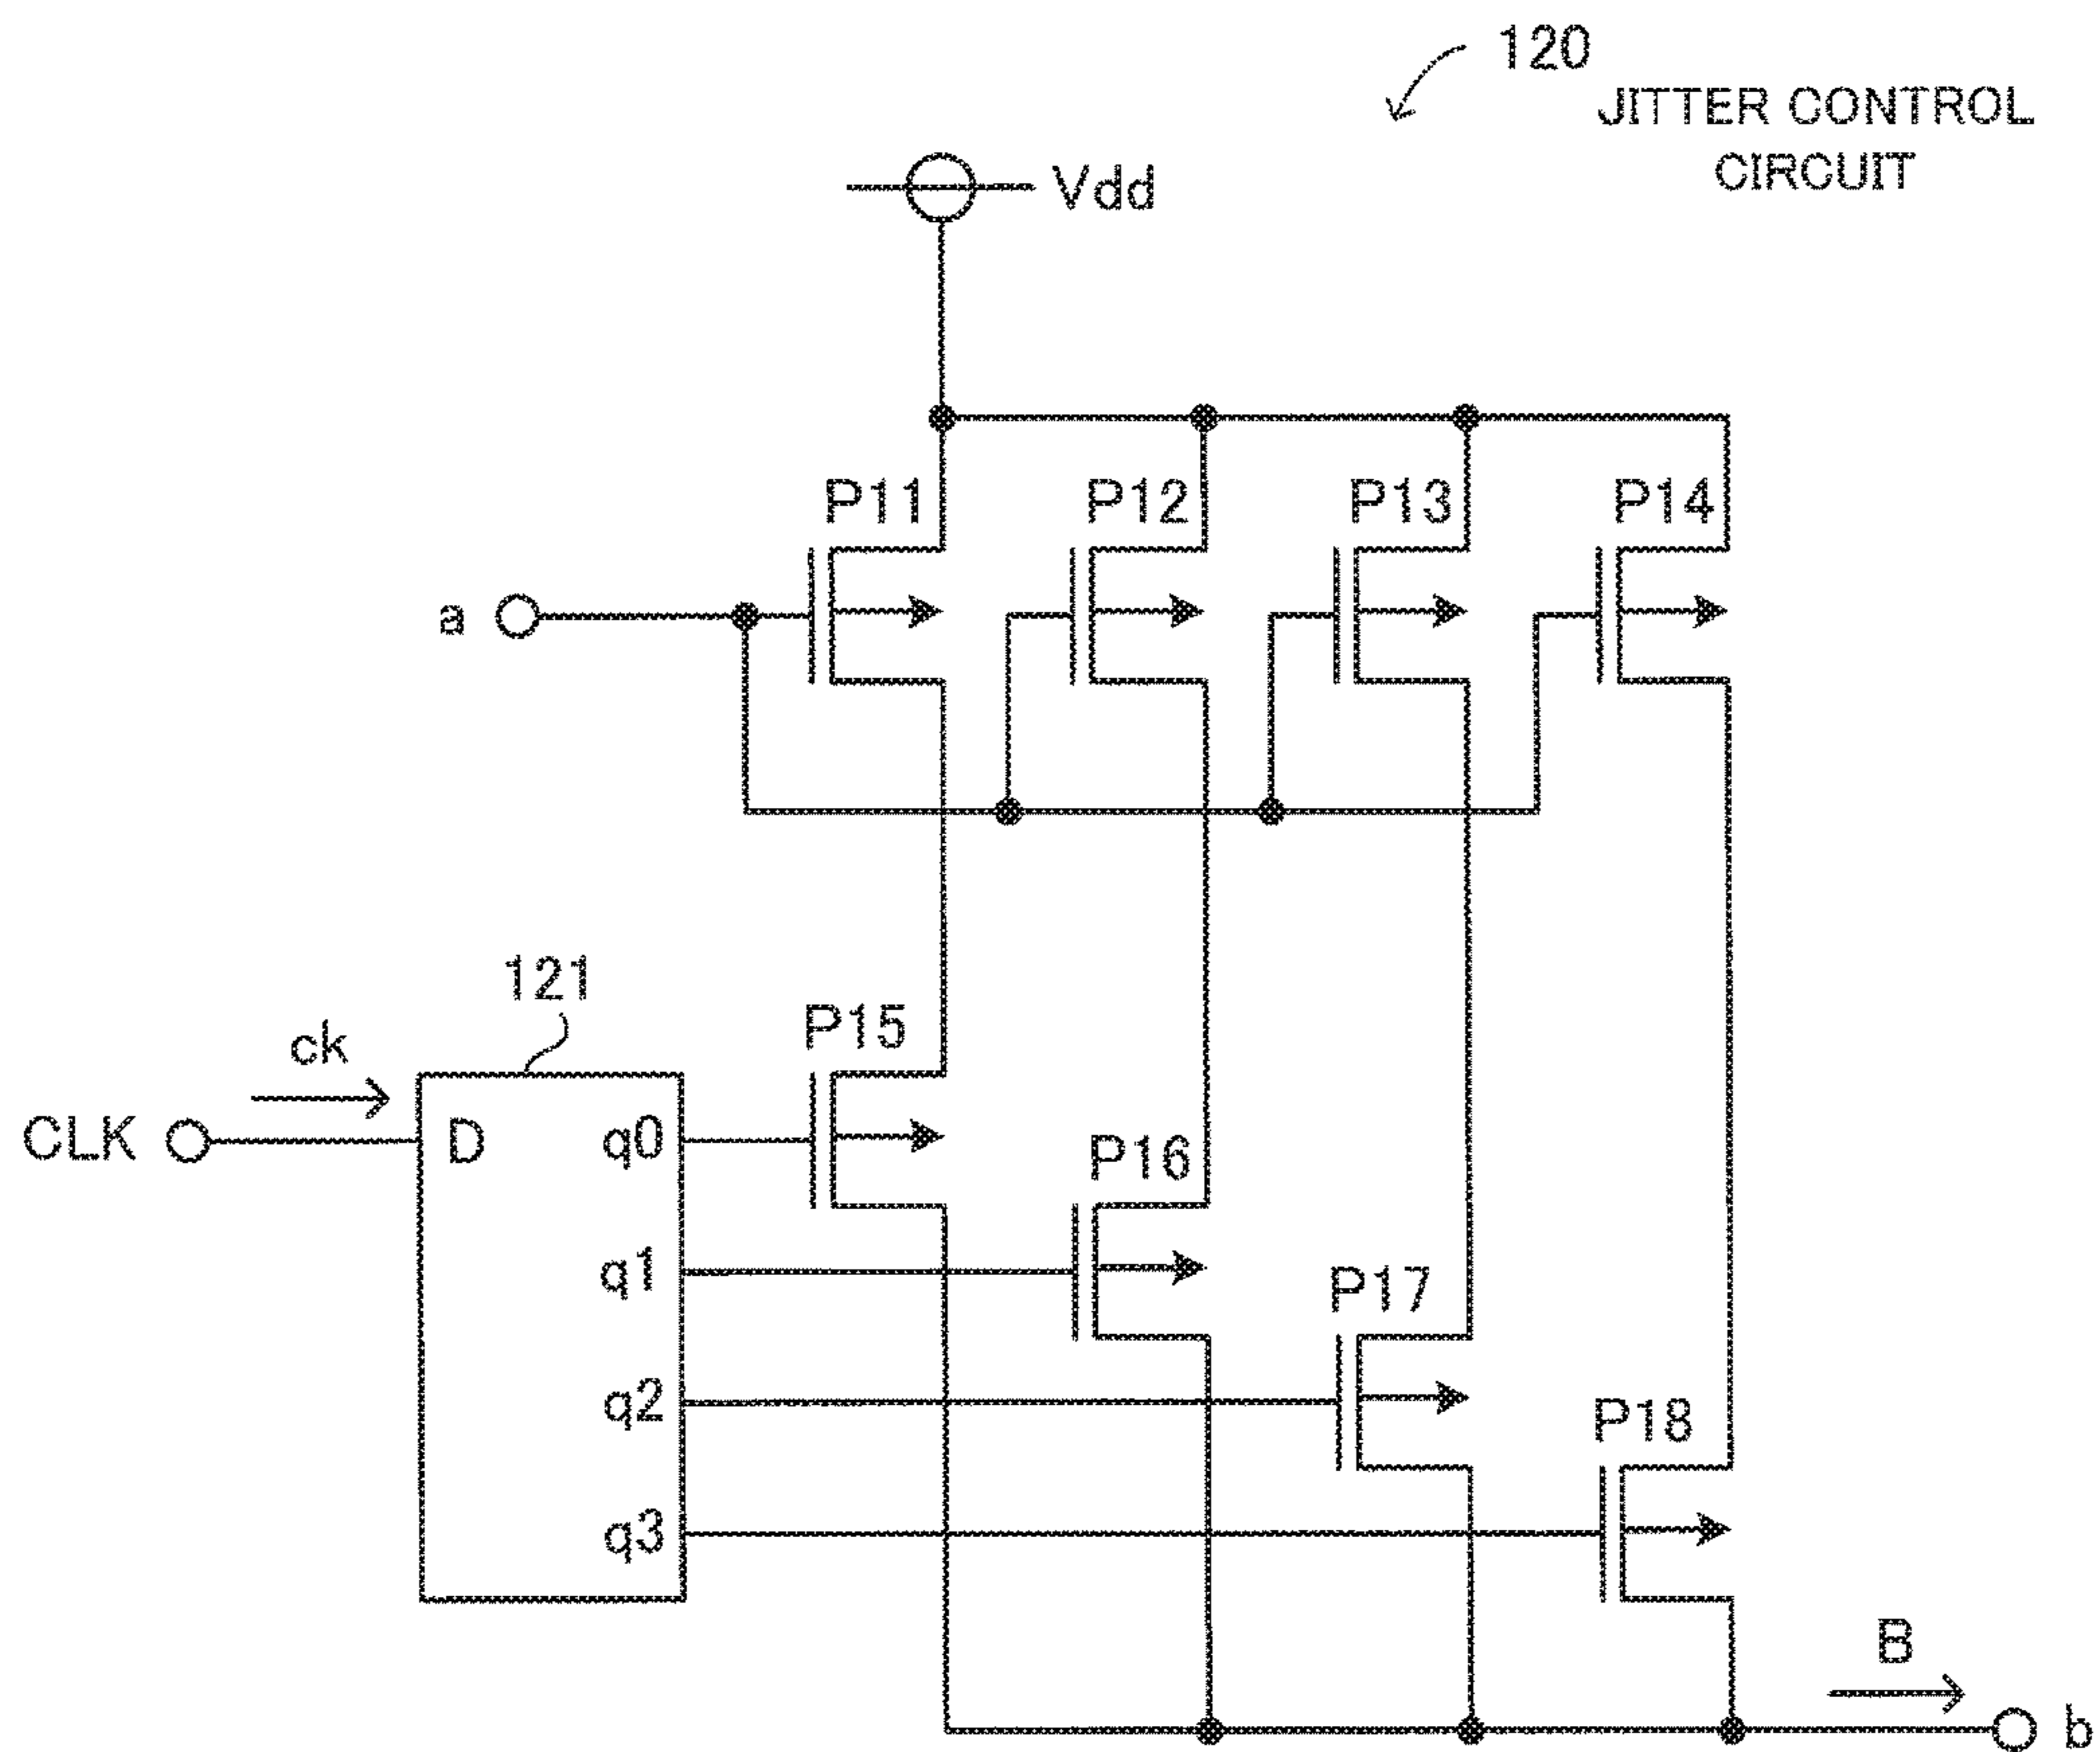 120
JITTER CONTROL
CIRCUIT
Vdd
P11
P12
P13
P14
a
121
ck
P15
CLK
D
q0
P16
q1
P17
q2
P18
q3
B
b